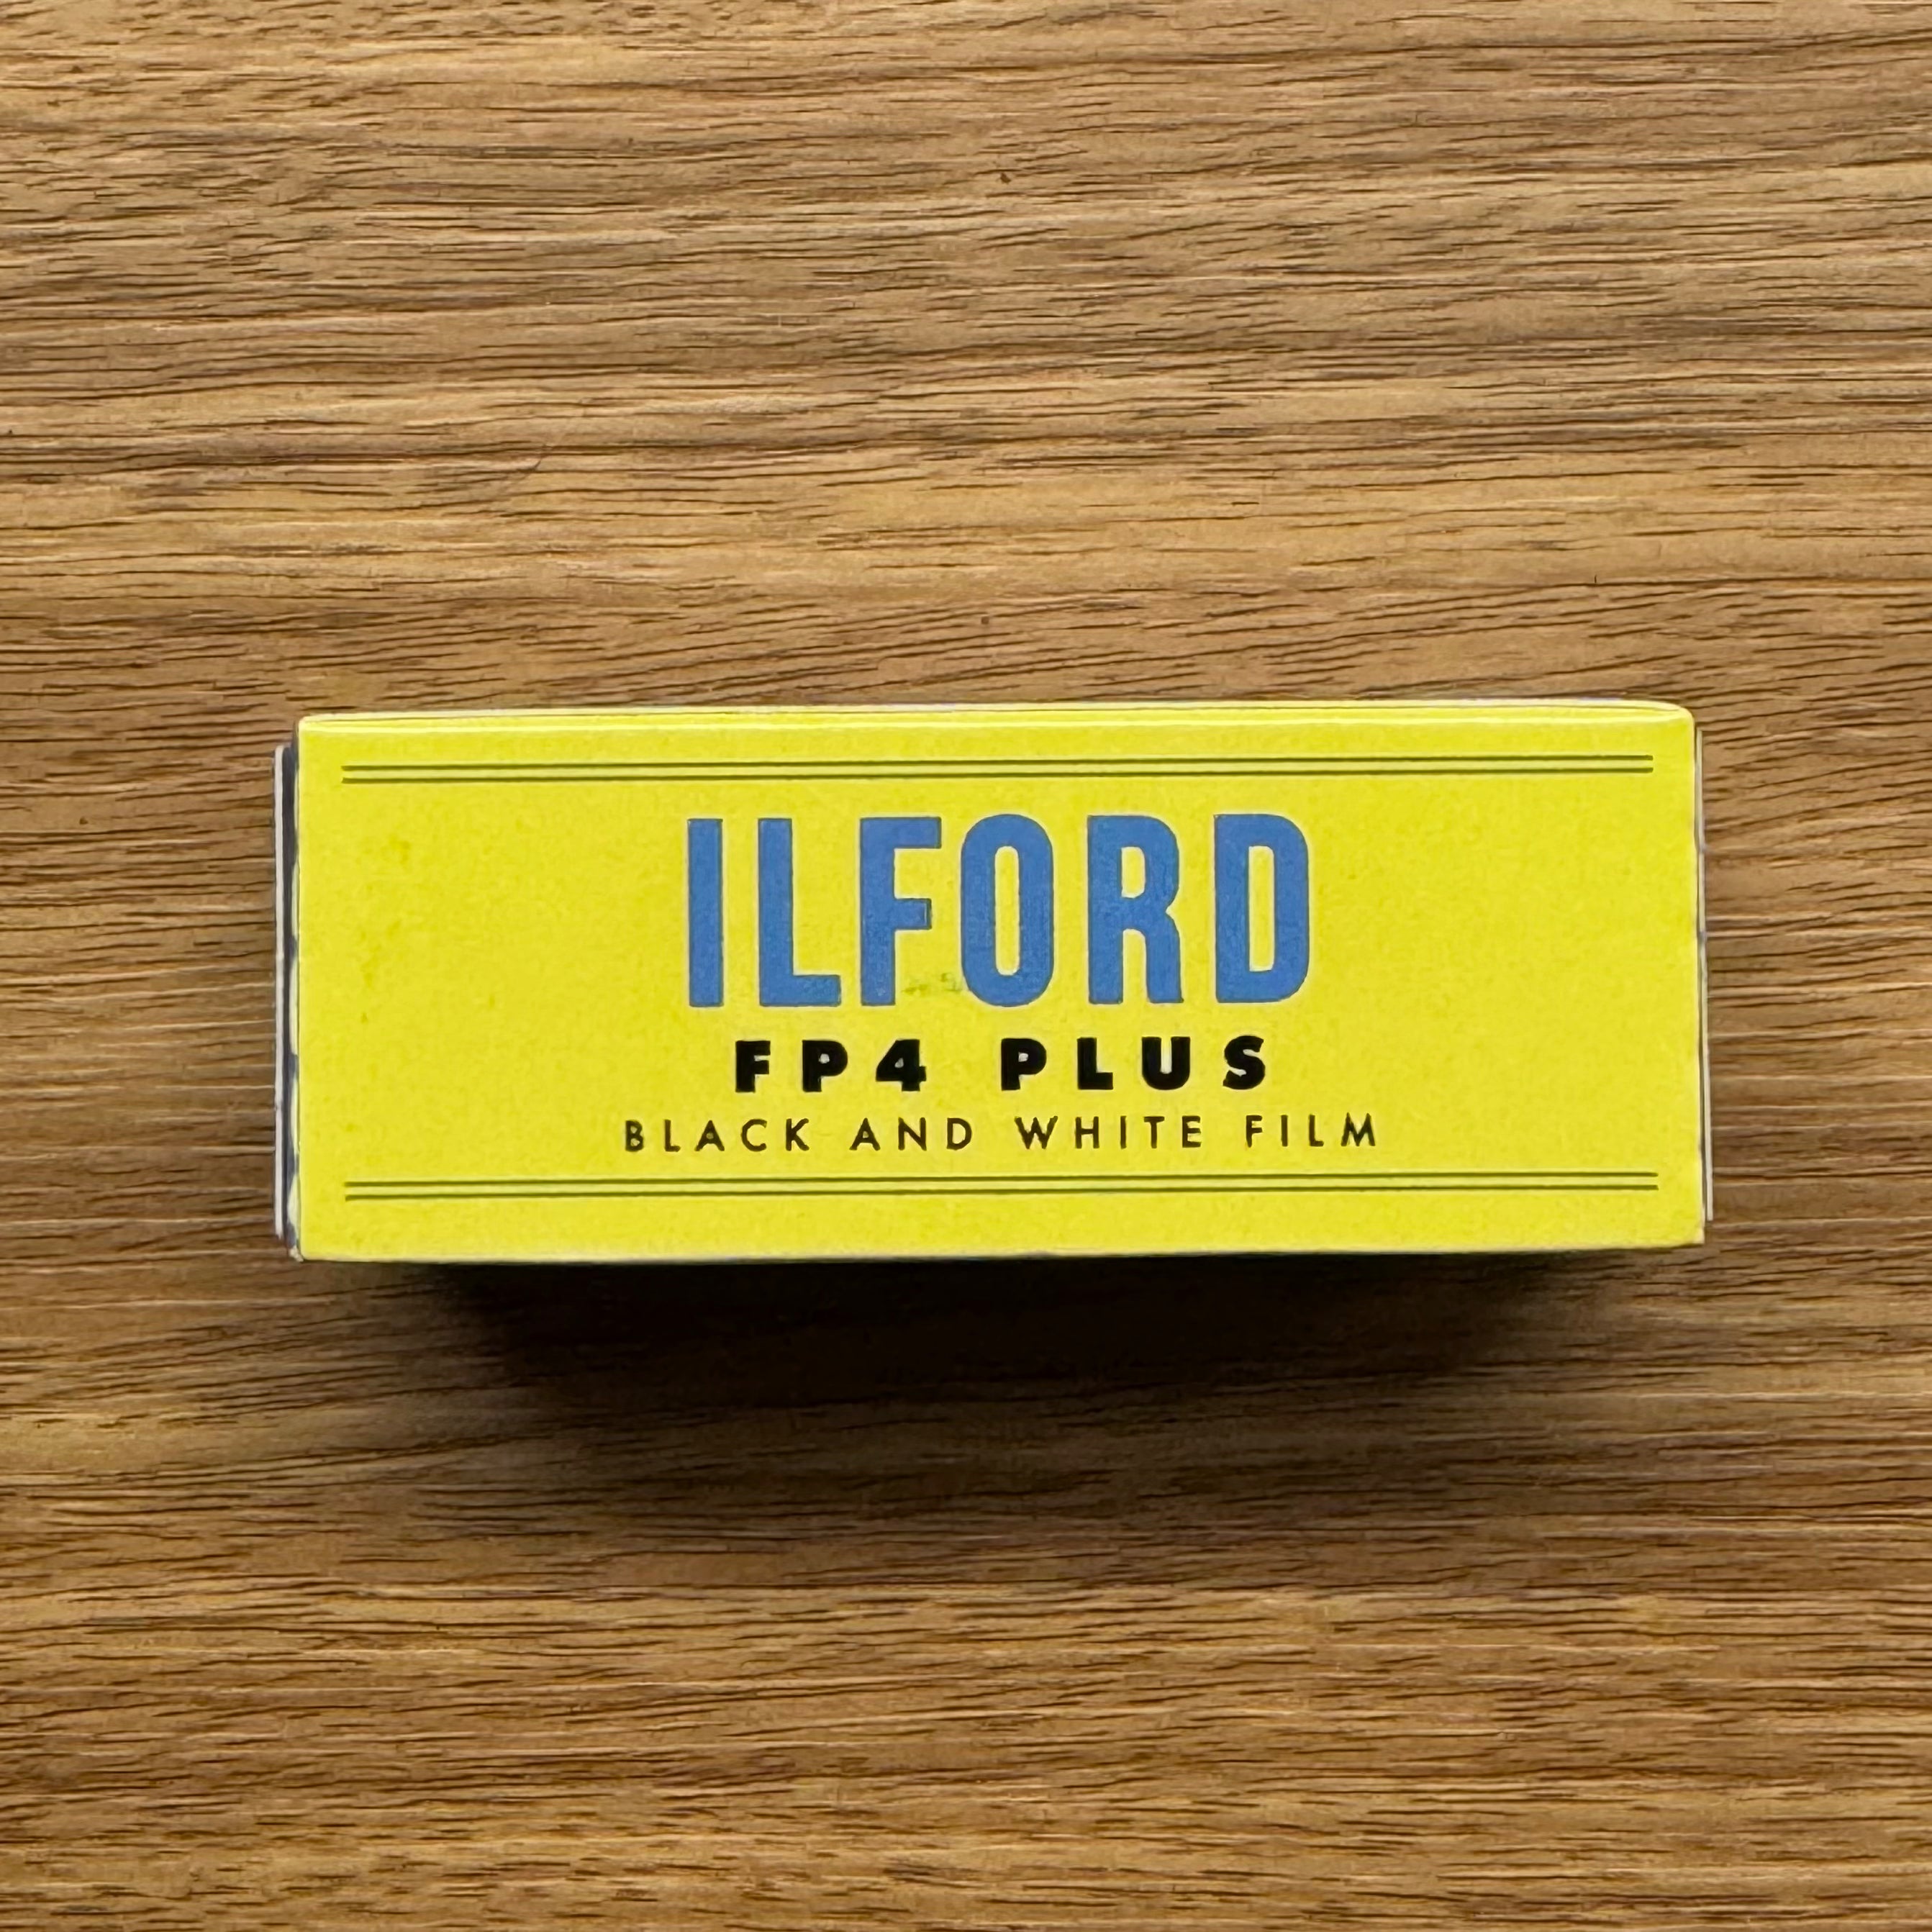 ILFORD
FP4 PLUS
BLACK AND WHITE FILM